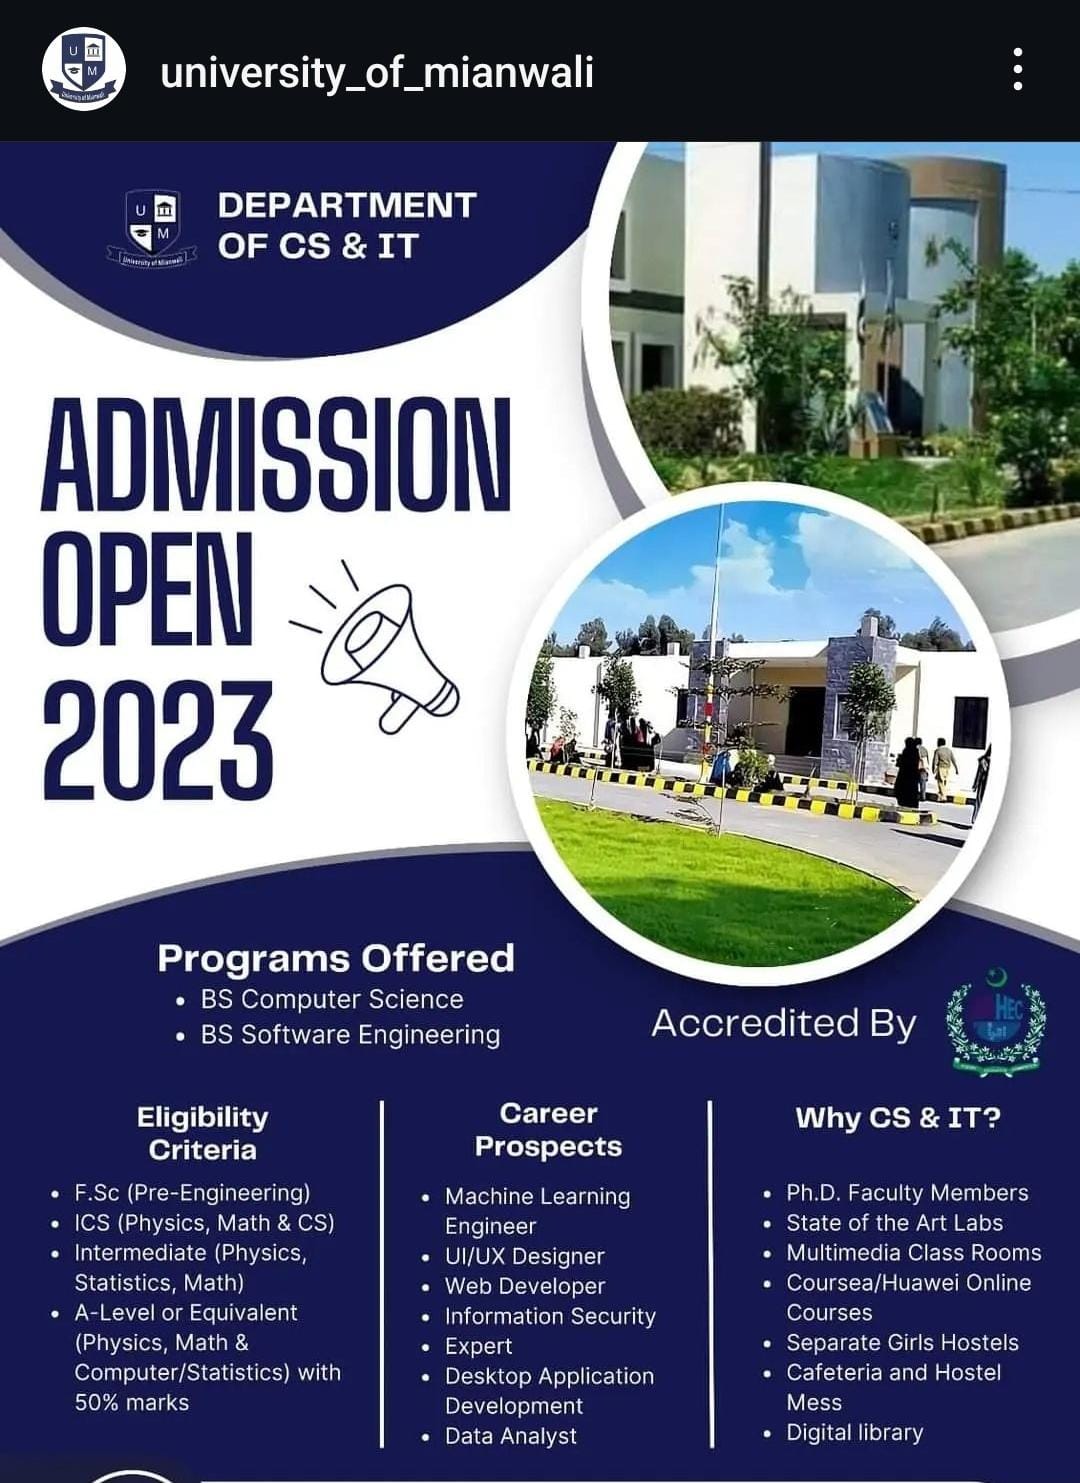 university_of_mianwali
U
M
University of Mianwali
DEPARTMENT
OF CS & IT
ADMISSION
OPEN
2023
Programs Offered
• BS Computer Science
• BS Software Engineering
Accredited By
HEC
Eligibility
Criteria
• F.Sc (Pre-Engineering)
• ICS (Physics, Math & CS)
• Intermediate (Physics,
Statistics, Math)
• A-Level or Equivalent
(Physics, Math &
Computer/Statistics) with
50% marks
Career
Prospects
• Machine Learning
Engineer
• UI/UX Designer
• Web Developer
• Information Security
• Expert
• Desktop Application
Development
• Data Analyst
Why CS & IT?
• Ph.D. Faculty Members
• State of the Art Labs
• Multimedia Class Rooms
• Coursea/Huawei Online
Courses
• Separate Girls Hostels
• Cafeteria and Hostel
Mess
• Digital library